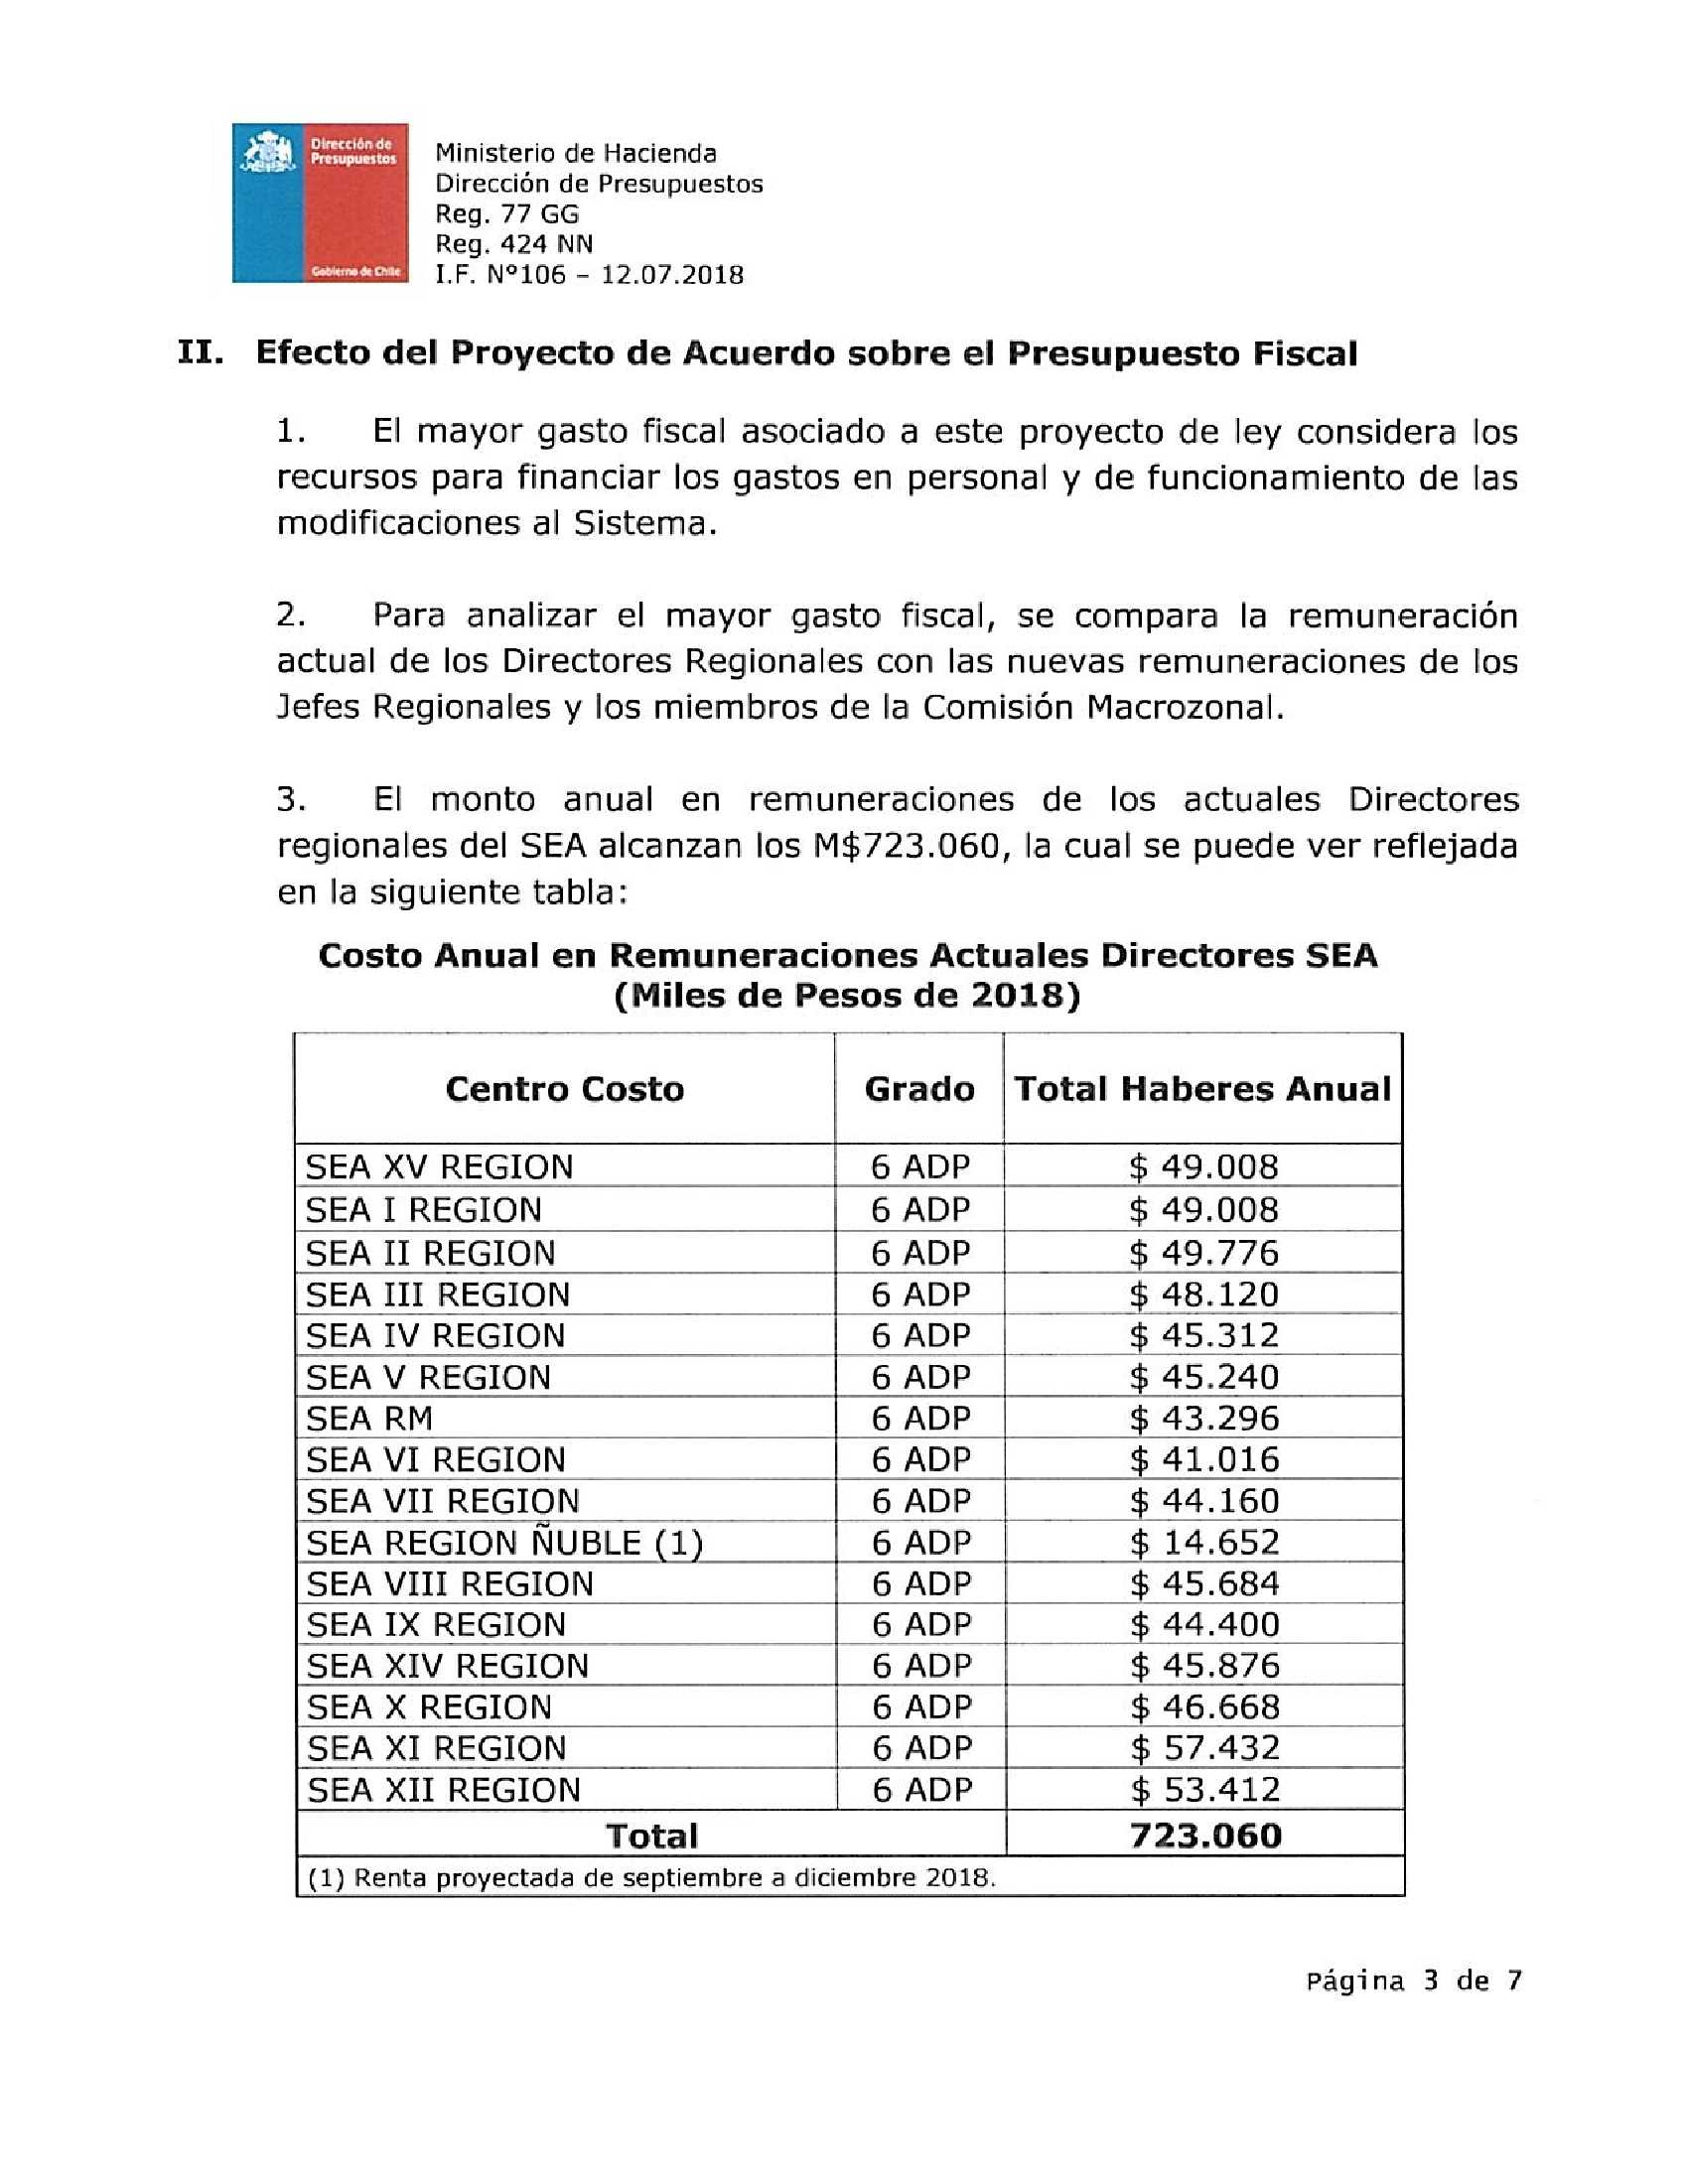 Dirección de
Presupuestos
Gobierno de Chile
Ministerio de Hacienda
Dirección de Presupuestos
Reg. 77 GG
Reg. 424 NN
I.F. Nº106 – 12.07.2018
II. Efecto del Proyecto de Acuerdo sobre el Presupuesto Fiscal
1. El mayor gasto fiscal asociado a este proyecto de ley considera los
recursos para financiar los gastos en personal y de funcionamiento de las
modificaciones al Sistema.
2. Para analizar el mayor gasto fiscal, se compara la remuneración
actual de los Directores Regionales con las nuevas remuneraciones de los
Jefes Regionales y los miembros de la Comisión Macrozonal.
3. El monto anual en remuneraciones de los actuales Directores
regionales del SEA alcanzan los M$723.060, la cual se puede ver reflejada
en la siguiente tabla:
Costo Anual en Remuneraciones Actuales Directores SEA
(Miles de Pesos de 2018)
Centro Costo Grado Total Haberes Anual
SEA XV REGION 6 ADP $ 49.008
SEA I REGION 6 ADP $ 49.008
SEA II REGION 6 ADP $ 49.776
SEA III REGION 6 ADP $ 48.120
SEA IV REGION 6 ADP $ 45.312
SEA V REGION 6 ADP $ 45.240
SEA RM 6 ADP $ 43.296
SEA VI REGION 6 ADP $ 41.016
SEA VII REGION 6 ADP $ 44.160
SEA REGION ÑUBLE (1) 6 ADP $ 14.652
SEA VIII REGION 6 ADP $ 45.684
SEA IX REGION 6 ADP $ 44.400
SEA XIV REGION 6 ADP $ 45.876
SEA X REGION 6 ADP $ 46.668
SEA XI REGION 6 ADP $ 57.432
SEA XII REGION 6 ADP $ 53.412
Total 723.060
(1) Renta proyectada de septiembre a diciembre 2018.
Página 3 de 7